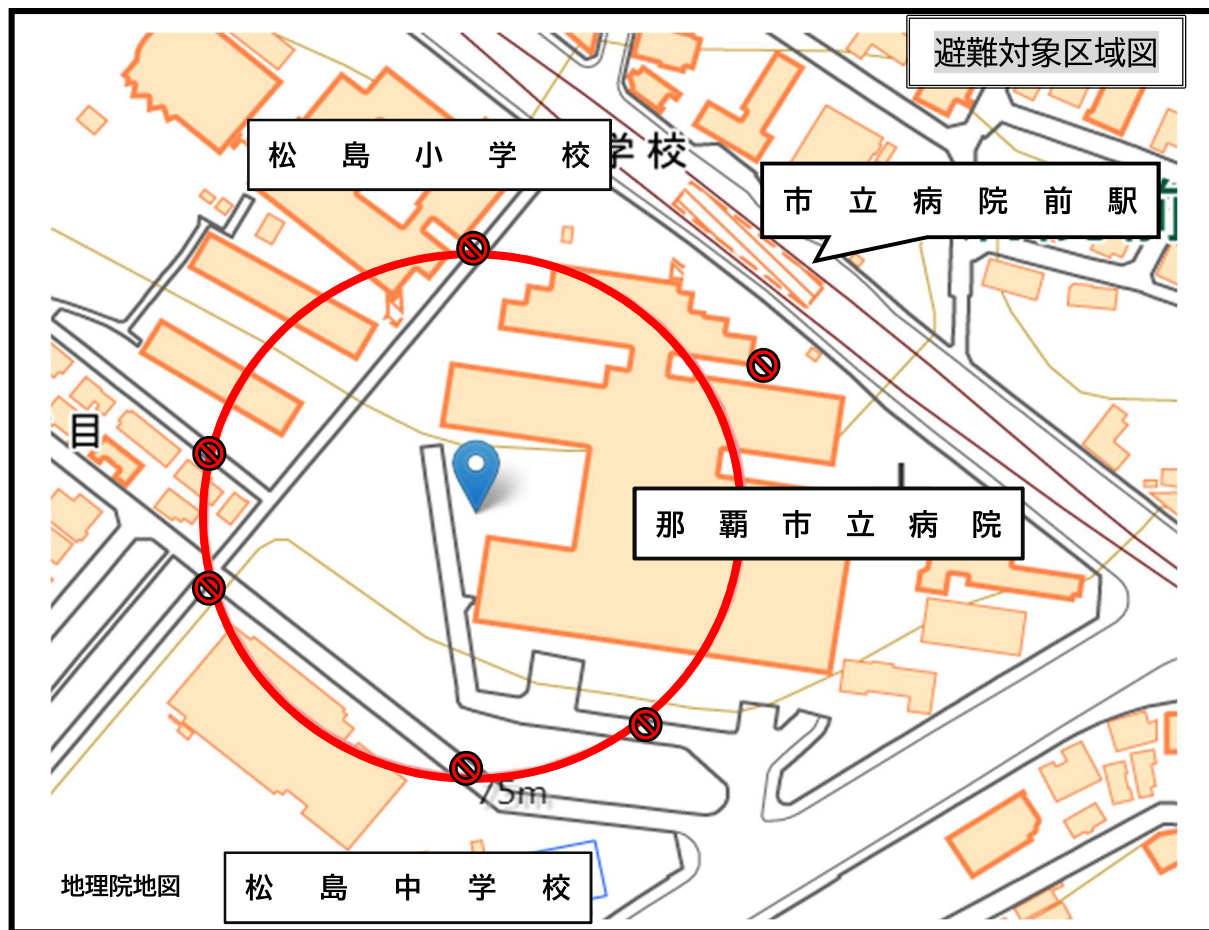 避難対象区域図
松島小学校
学校
市立病院前駅
前
目
那覇市立病院
75m
地理院地図
松島中学校